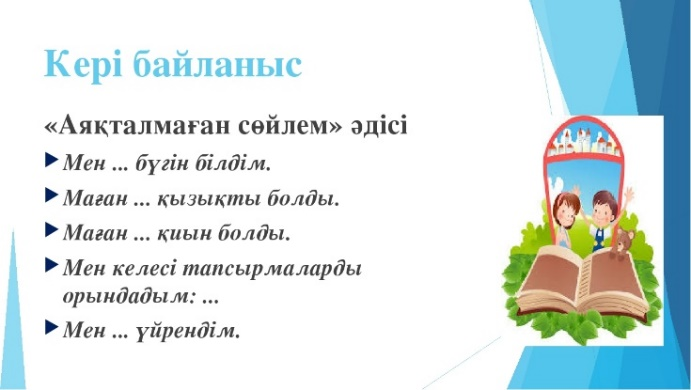 Кері байланыс
«Аяқталмаған сөйлем» әдісі
Мен ... бүгін білдім.
Маған ... қызықты болды.
Маған ... қиын болды.
Мен келесі тапсырмаларды
орындадым: ...
Мен ... үйрендім.